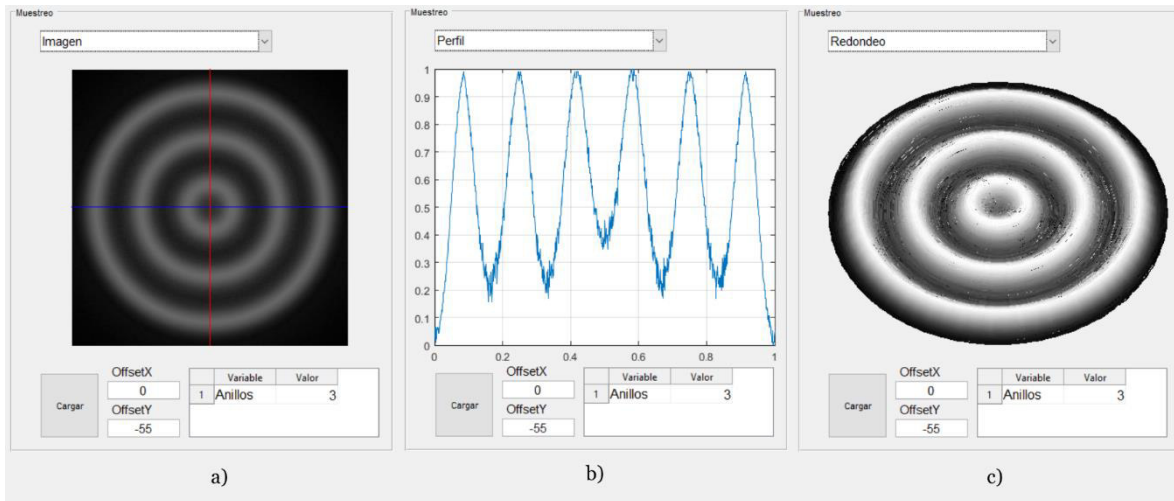 Muestreo
Imagen
OffsetX
0
Cargar
OffsetY
-55
Variable Valor
1 Anillos 3
a)
Muestreo
Perfil
1
0.9
0.8
0.7
0.6
0.5
0.4
0.3
0.2
0.1
0
0 0.2 0.4 0.6 0.8 1
OffsetX
0
Cargar
OffsetY
-55
Variable Valor
1 Anillos 3
b)
Muestreo
Redondeo
OffsetX
0
Cargar
OffsetY
-55
Variable Valor
1 Anillos 3
c)